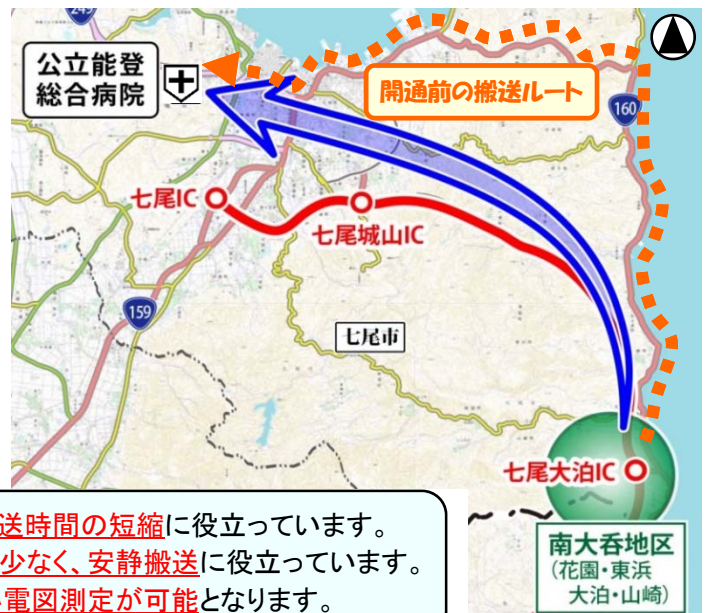 249
公立能登
総合病院
開通前の搬送ルート
160
七尾IC
七尾城山IC
159
七尾市
七尾大泊IC
送時間の短縮に役立っています。
少なく、安静搬送に役立っています。
電図測定が可能となります。
南大呑地区
(花園・東浜
大泊・山崎)